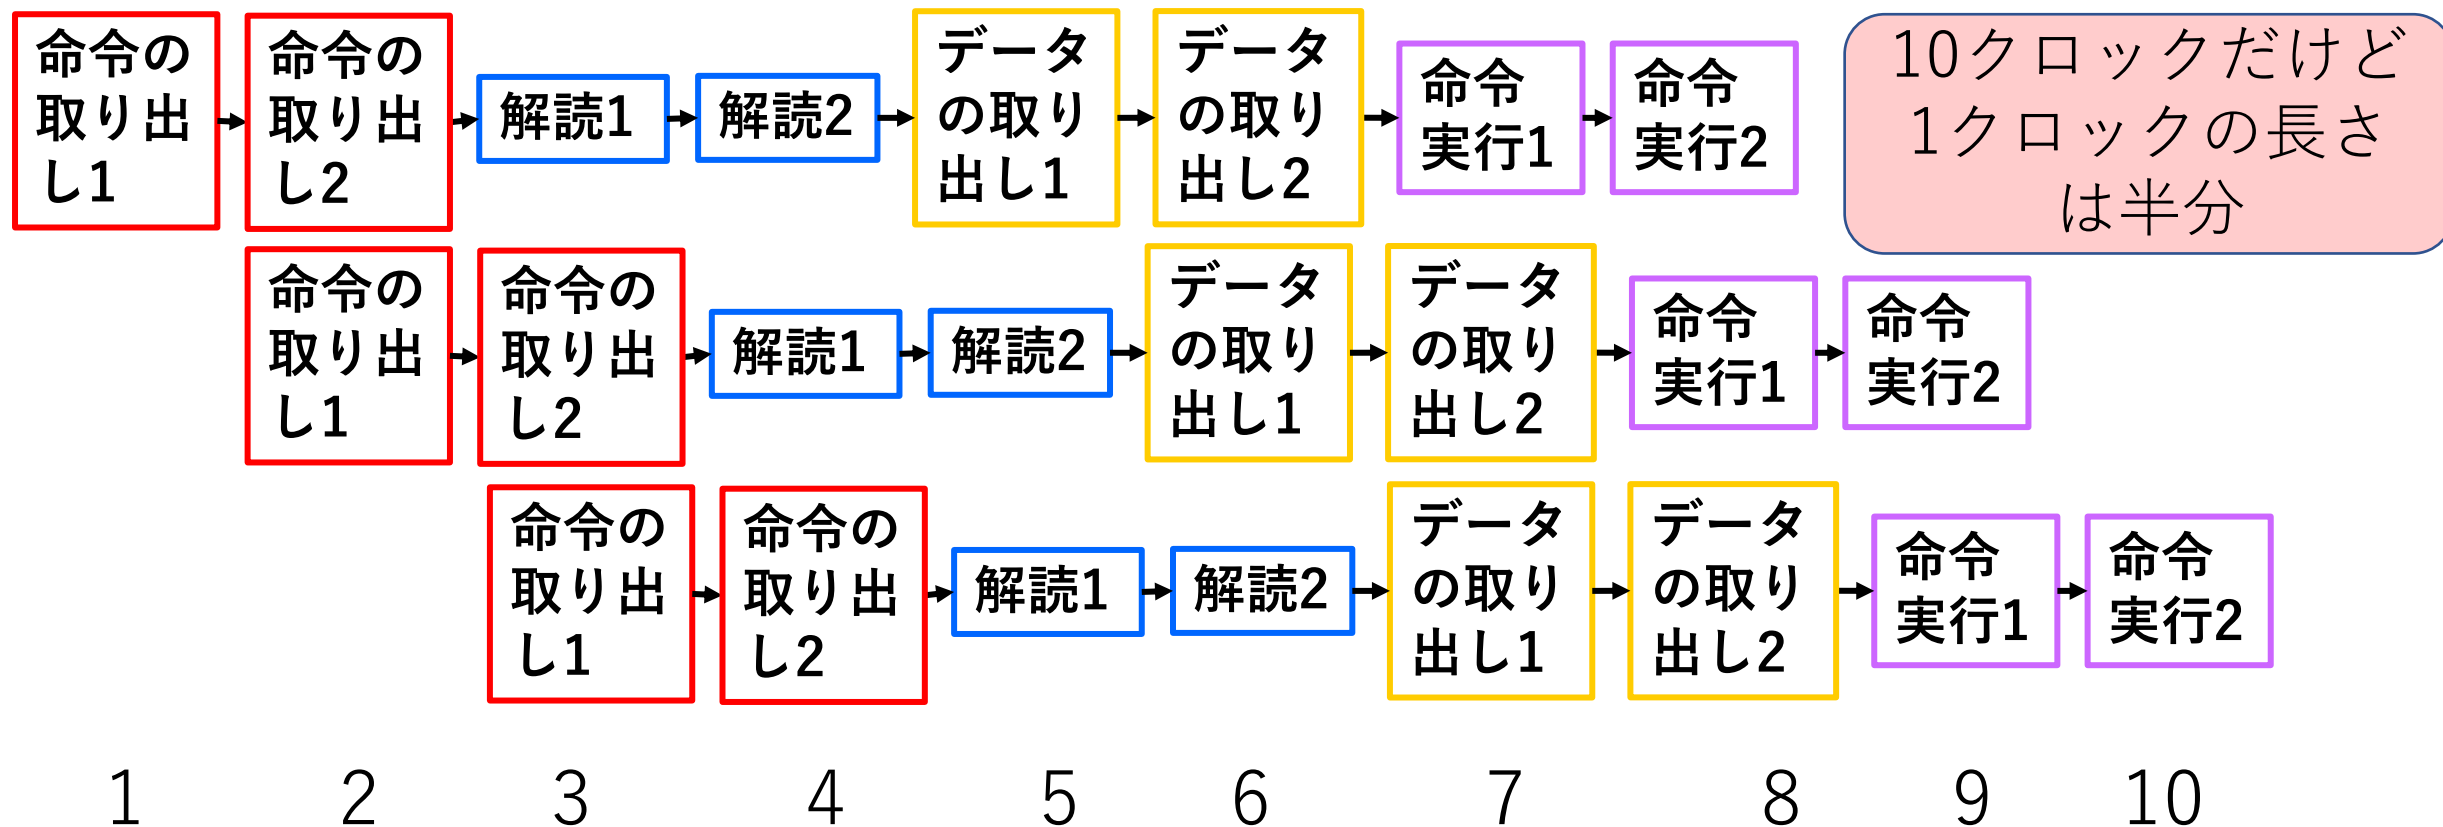 命令の
取り出
し1
命令の
取り出
し2
解読1
解読2
データ
の取り
出し1
データ
の取り
出し2
命令
実行1
命令
実行2
10クロックだけど
1クロックの長さ
は半分
命令の
取り出
し1
命令の
取り出
し2
解読1
解読2
データ
の取り
出し1
データ
の取り
出し2
命令
実行1
命令
実行2
命令の
取り出
し1
命令の
取り出
し2
解読1
解読2
データ
の取り
出し1
データ
の取り
出し2
命令
実行1
命令
実行2
1 2 3 4 5 6 7 8 9 10